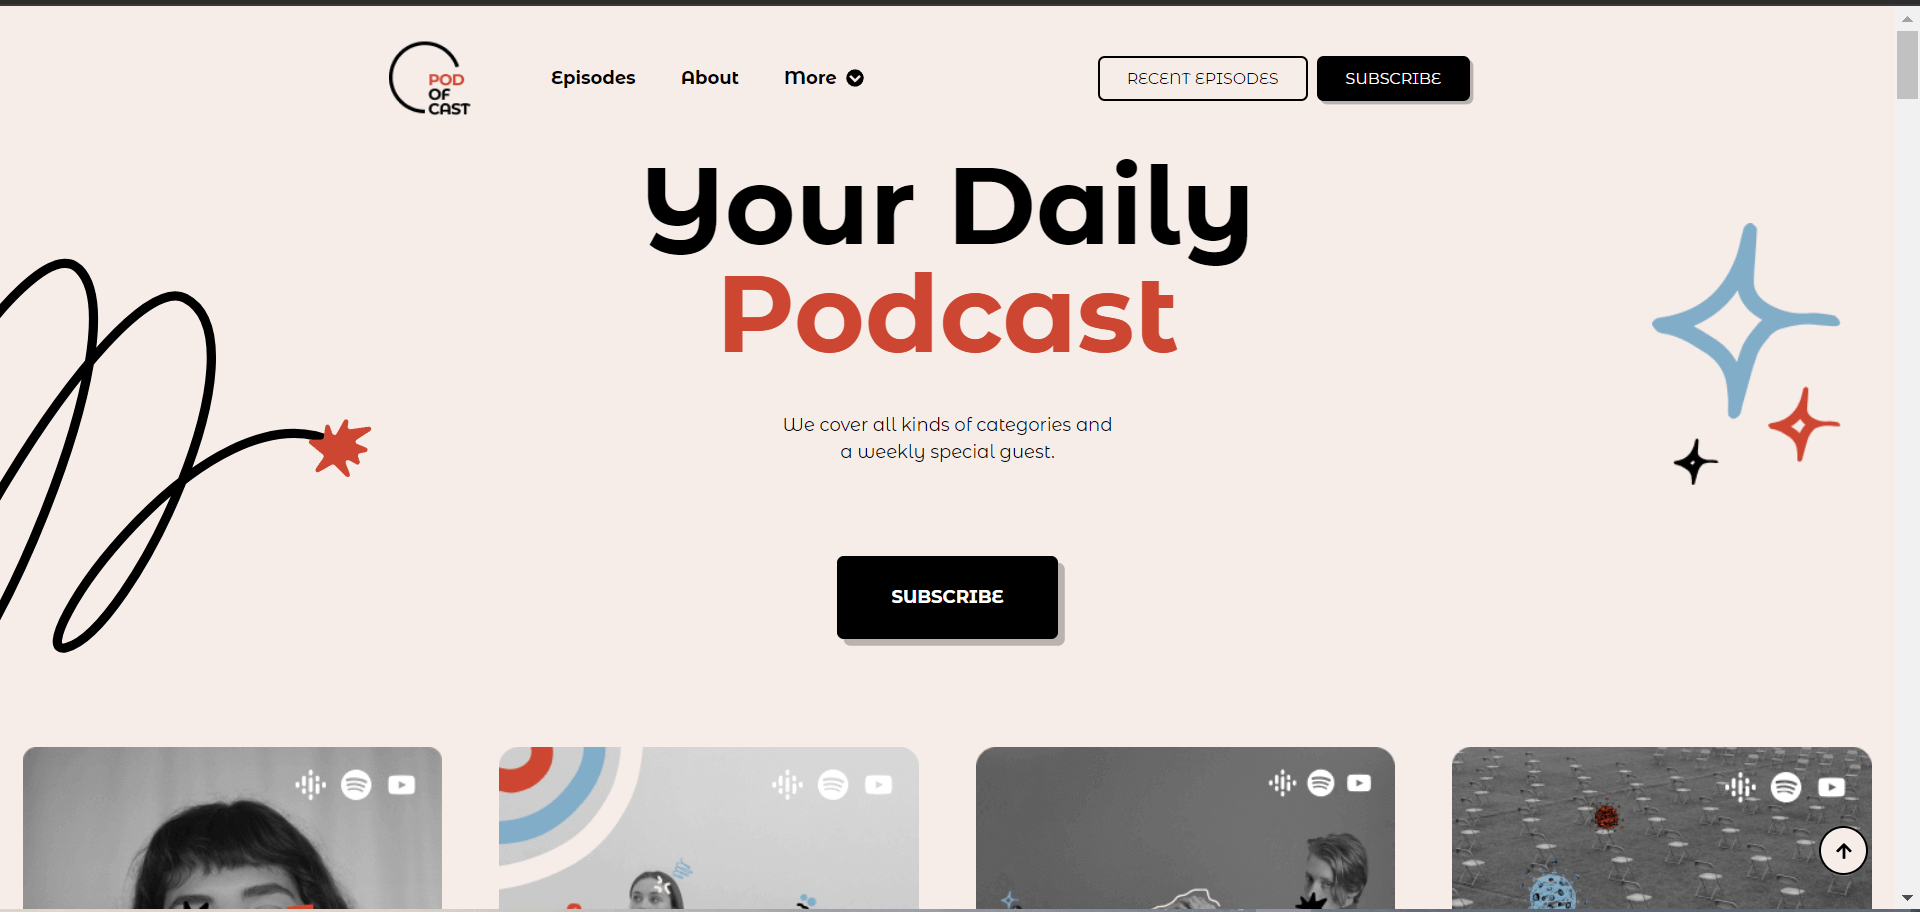 POD
OF
CAST
Episodes
About
More
RECENT EPISODES
SUBSCRIBE
Your Daily
Podcast
We cover all kinds of categories and
a weekly special guest.
SUBSCRIBE